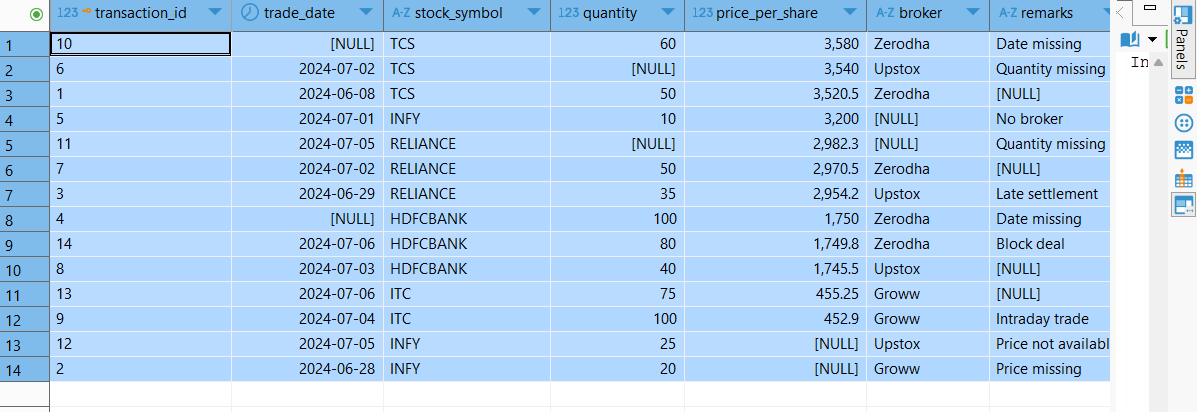 123 transaction_id trade_date A-Z stock_symbol 123 quantity 123 price_per_share A-Z broker A-Z remarks
1 10 [NULL] TCS 60 3,580 Zerodha Date missing
2 6 2024-07-02 TCS [NULL] 3,540 Upstox Quantity missing
3 1 2024-06-08 TCS 50 3,520.5 Zerodha [NULL]
4 5 2024-07-01 INFY 10 3,200 [NULL] No broker
5 11 2024-07-05 RELIANCE [NULL] 2,982.3 [NULL] Quantity missing
6 7 2024-07-02 RELIANCE 50 2,970.5 Zerodha [NULL]
7 3 2024-06-29 RELIANCE 35 2,954.2 Upstox Late settlement
8 4 [NULL] HDFCBANK 100 1,750 Zerodha Date missing
9 14 2024-07-06 HDFCBANK 80 1,749.8 Zerodha Block deal
10 8 2024-07-03 HDFCBANK 40 1,745.5 Upstox [NULL]
11 13 2024-07-06 ITC 75 455.25 Groww [NULL]
12 9 2024-07-04 ITC 100 452.9 Groww Intraday trade
13 12 2024-07-05 INFY 25 [NULL] Upstox Price not availabl
14 2 2024-06-28 INFY 20 [NULL] Groww Price missing
In
Panels